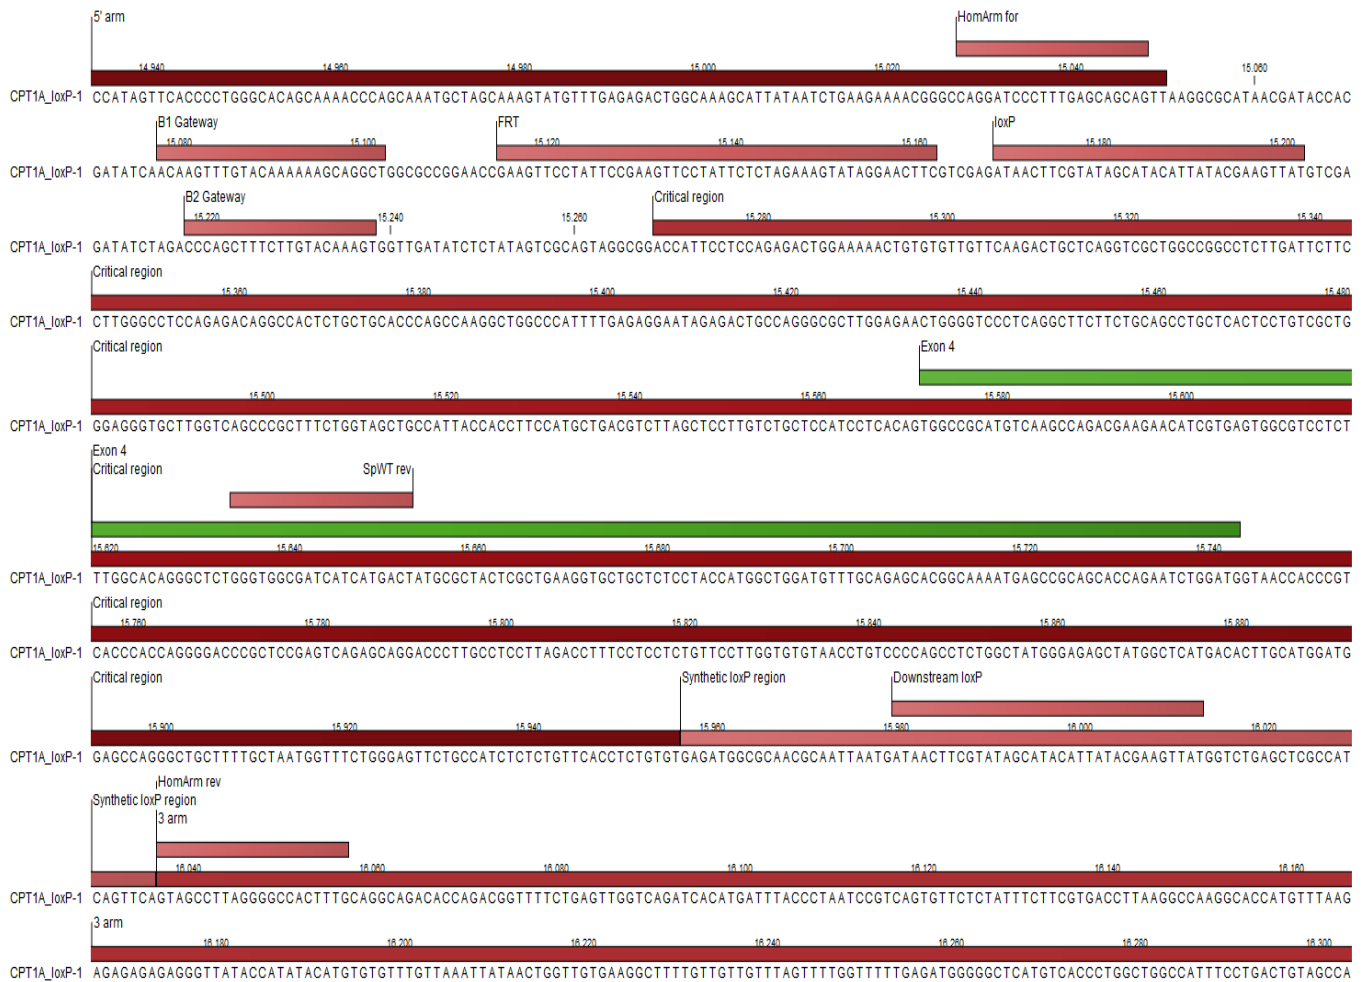 5' arm
HomArm for
14.940 14.960 14.980 15.000 15.020 15.040 15.060
CPT1A_loxP-1 CCATAGTTCACCCCTGGGCACAGCAAAACCCAGCAAATGCTAGCAAAGTATGTTTGAGAGACTGGCAAAGCATTATAATCTGAAGAAAACGGGCCAGGATCCCTTTGAGCAGCAGTTAAGGCGCATAACGATACCAC
B1 Gateway FRT loxP
15.080 15.100 15.120 15.140 15.160 15.180 15.200
CPT1A_loxP-1 GATATCAACAAGTTTGTACAAAAAAGCAGGCTGGCGCCGGAACCGAAGTTCCTATTCCGAAGTTCCTATTCTCTAGAAAGTATAGGAACTTCGTCGAGATAACTTCGTATAGCATACATTATACGAAGTTATGTCGA
B2 Gateway Critical region
15.220 15.240 15.260 15.280 15.300 15.320 15.340
CPT1A_loxP-1 GATATCTAGACCCAGCTTTCTTGTACAAAGTGGTTGATATCTCTATAGTCGCAGTAGGCGGACCATTCCTCCAGAGACTGGAAAAACTGTGTGTTGTTCAAGACTGCTCAGGTCGCTGGCCGGCCTCTTGATTCTTC
Critical region
15.360 15.380 15.400 15.420 15.440 15.460 15.480
CPT1A_loxP-1 CTTGGGCCTCCAGAGACAGGCCACTCTGCTGCACCCAGCCAAGGCTGGCCCATTTTGAGAGGAATAGAGACTGCCAGGGCGCTTGGAGAACTGGGGTCCCTCAGGCTTCTTCTGCAGCCTGCTCACTCCTGTCGCTG
Critical region Exon 4
15.500 15.520 15.540 15.560 15.580 15.600
CPT1A_loxP-1 GGAGGGTGCTTGGTCAGCCCGCTTTCTGGTAGCTGCCATTACCACCTTCCATGCTGACGTCTTAGCTCCTTGTCTGCTCCATCCTCACAGTGGCCGCATGTCAAGCCAGACGAAGAACATCGTGAGTGGCGTCCTCT
Exon 4
Critical region SpWT rev
15.620 15.640 15.660 15.680 15.700 15.720 15.740
CPT1A_loxP-1 TTGGCACAGGGCTCTGGGTGGCGATCATCATGACTATGCGCTACTCGCTGAAGGTGCTGCTCTCCTACCATGGCTGGATGTTTGCAGAGCACGGCAAAATGAGCCGCAGCACCAGAATCTGGATGGTAACCACCCGT
Critical region
15.760 15.780 15.800 15.820 15.840 15.860 15.880
CPT1A_loxP-1 CACCCACCAGGGGACCCGCTCCGAGTCAGAGCAGGACCCTTGCCTCCTTAGACCTTTCCTCCTCTGTTCCTTGGTGTGTAACCTGTCCCCAGCCTCTGGCTATGGGAGAGCTATGGCTCATGACACTTGCATGGATG
Critical region Synthetic loxP region Downstream loxP
15.900 15.920 15.940 15.960 15.980 16.000 16.020
CPT1A_loxP-1 GAGCCAGGGCTGCTTTTGCTAATGGTTTCTGGGAGTTCTGCCATCTCTCTGTTCACCTCTGTGTGAGATGGCGCAACGCAATTAATGATAACTTCGTATAGCATACATTATACGAAGTTATGGTCTGAGCTCGCCAT
HomArm rev
Synthetic loxP region
3 arm
16.040 16.060 16.080 16.100 16.120 16.140 16.160
CPT1A_loxP-1 CAGTTCAGTAGCCTTAGGGGCCACTTTGCAGGCAGACACCAGACGGTTTTCTGAGTTGGTCAGATCACATGATTTACCCTAATCCGTCAGTGTTCTCTATTTCTTCGTGACCTTAAGGCCAAGGCACCATGTTTAAG
3 arm
16.180 16.200 16.220 16.240 16.260 16.280 16.300
CPT1A_loxP-1 AGAGAGAGAGGGTTATACCATATACATGTGTGTTTGTTAAATTATAACTGGTTGTGAAGGCTTTTGTTGTTGTTTAGTTTTGGTTTTTGAGATGGGGGCTCATGTCACCCTGGCTGGCCATTTCCTGACTGTAGCCA